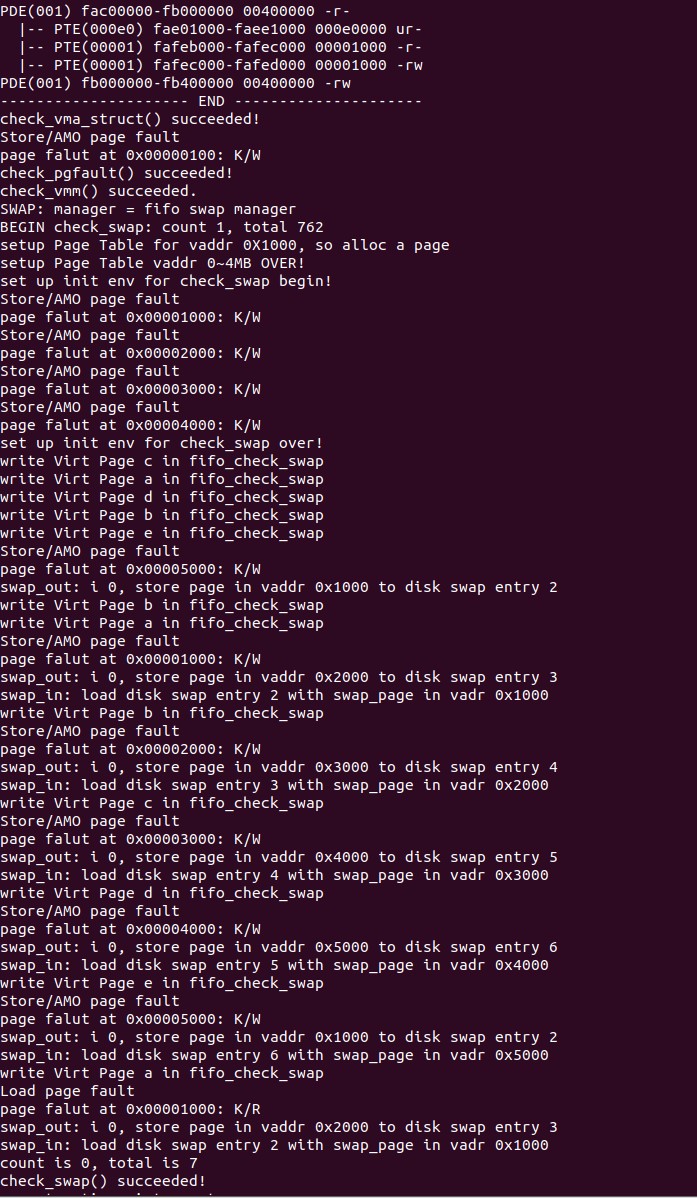 PDE(001) fac00000-fb000000 00400000 -r-
|-- PTE(000e0) fae01000-faee1000 000e0000 ur-
|-- PTE(00001) fafeb000-fafec000 00001000 -r-
|-- PTE(00001) fafec000-fafed000 00001000 -rw
PDE(001) fb000000-fb400000 00400000 -rw
--------------------- END ---------------------
check_vma_struct() succeeded!
Store/AMO page fault
page falut at 0x00000100: K/W
check_pgfault() succeeded!
check_vmm() succeeded.
SWAP: manager = fifo swap manager
BEGIN check_swap: count 1, total 762
setup Page Table for vaddr 0X1000, so alloc a page
setup Page Table vaddr 0~4MB OVER!
set up init env for check_swap begin!
Store/AMO page fault
page falut at 0x00001000: K/W
Store/AMO page fault
page falut at 0x00002000: K/W
Store/AMO page fault
page falut at 0x00003000: K/W
Store/AMO page fault
page falut at 0x00004000: K/W
set up init env for check_swap over!
write Virt Page c in fifo_check_swap
write Virt Page a in fifo_check_swap
write Virt Page d in fifo_check_swap
write Virt Page b in fifo_check_swap
write Virt Page e in fifo_check_swap
Store/AMO page fault
page falut at 0x00005000: K/W
swap_out: i 0, store page in vaddr 0x1000 to disk swap entry 2
write Virt Page b in fifo_check_swap
write Virt Page a in fifo_check_swap
Store/AMO page fault
page falut at 0x00001000: K/W
swap_out: i 0, store page in vaddr 0x2000 to disk swap entry 3
swap_in: load disk swap entry 2 with swap_page in vadr 0x1000
write Virt Page b in fifo_check_swap
Store/AMO page fault
page falut at 0x00002000: K/W
swap_out: i 0, store page in vaddr 0x3000 to disk swap entry 4
swap_in: load disk swap entry 3 with swap_page in vadr 0x2000
write Virt Page c in fifo_check_swap
Store/AMO page fault
page falut at 0x00003000: K/W
swap_out: i 0, store page in vaddr 0x4000 to disk swap entry 5
swap_in: load disk swap entry 4 with swap_page in vadr 0x3000
write Virt Page d in fifo_check_swap
Store/AMO page fault
page falut at 0x00004000: K/W
swap_out: i 0, store page in vaddr 0x5000 to disk swap entry 6
swap_in: load disk swap entry 5 with swap_page in vadr 0x4000
write Virt Page e in fifo_check_swap
Store/AMO page fault
page falut at 0x00005000: K/W
swap_out: i 0, store page in vaddr 0x1000 to disk swap entry 2
swap_in: load disk swap entry 6 with swap_page in vadr 0x5000
write Virt Page a in fifo_check_swap
Load page fault
page falut at 0x00001000: K/R
swap_out: i 0, store page in vaddr 0x2000 to disk swap entry 3
swap_in: load disk swap entry 2 with swap_page in vadr 0x1000
count is 0, total is 7
check_swap() succeeded!